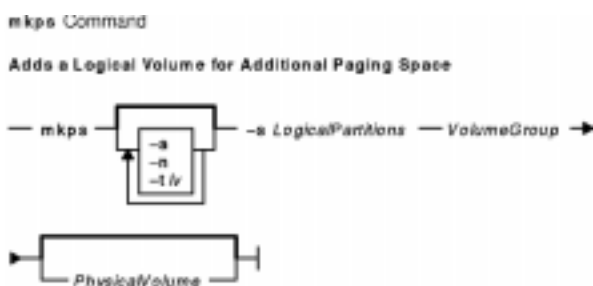 mkps Command
Adds a Logical Volume for Additional Paging Space
mkps -a -s LogicalPartitions VolumeGroup
-n
-t lv
PhysicalVolume